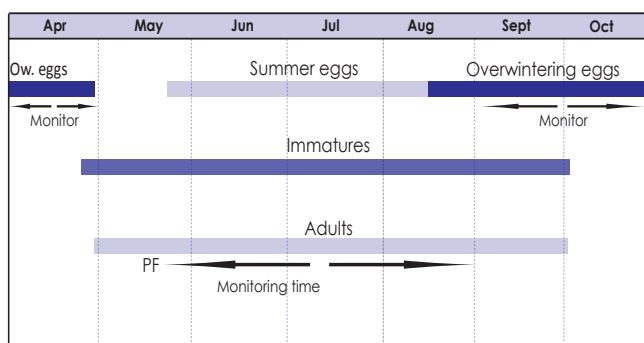 Apr May Jun Jul Aug Sept Oct
Ow. eggs Summer eggs Overwintering eggs
Monitor Monitor
Immatures
Adults
PF
Monitoring time